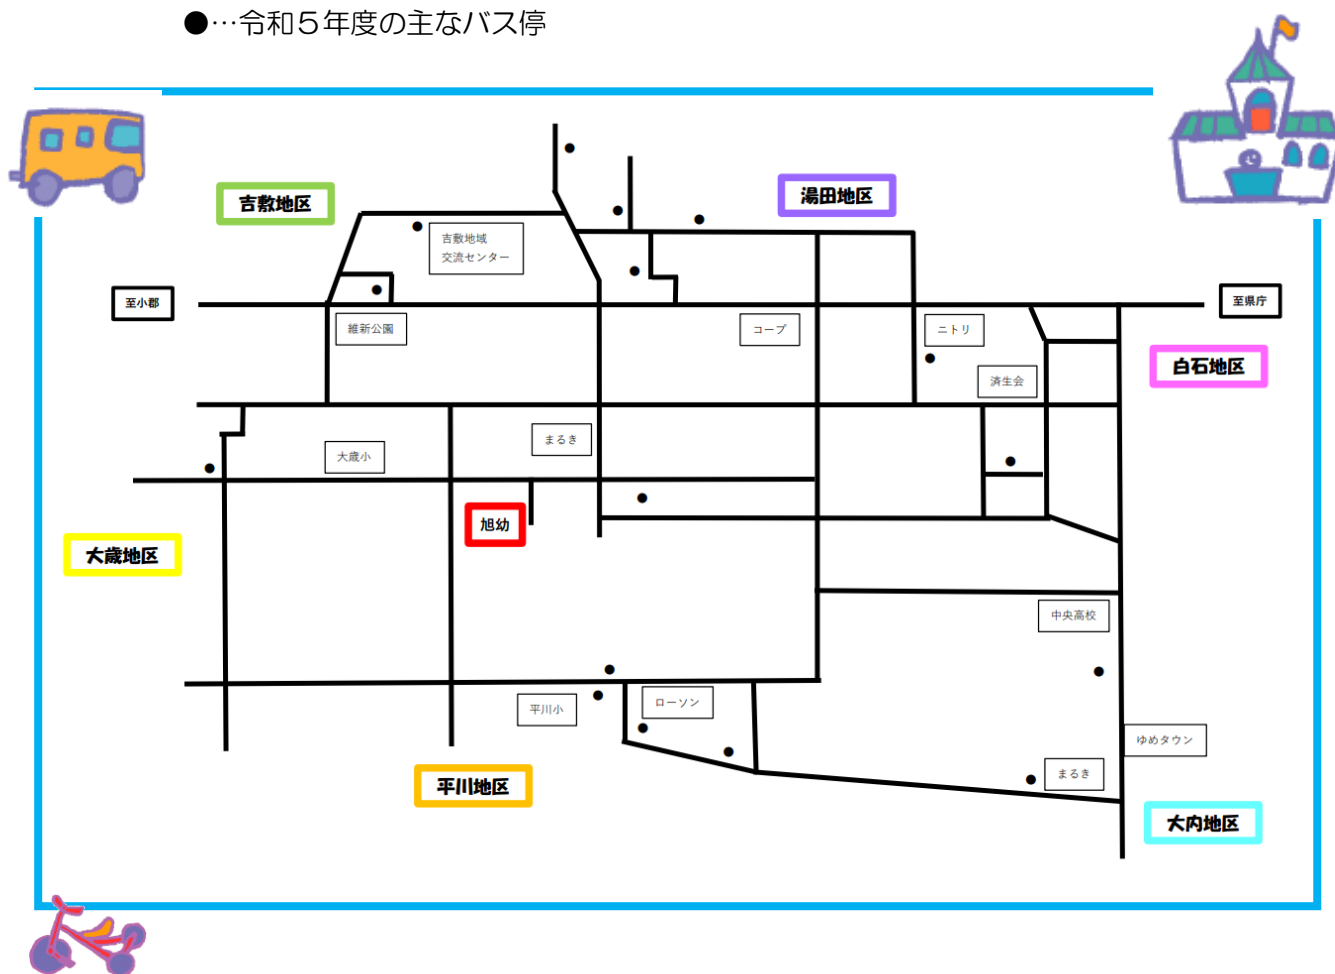 ●…令和５年度の主なバス停
吉敷地区
湯田地区
吉敷地域
交流センター
至小郡
至県庁
維新公園
コープ
ニトリ
白石地区
済生会
まるき
大歳小
旭幼
大歳地区
中央高校
平川小
ローソン
ゆめタウン
まるき
平川地区
大内地区